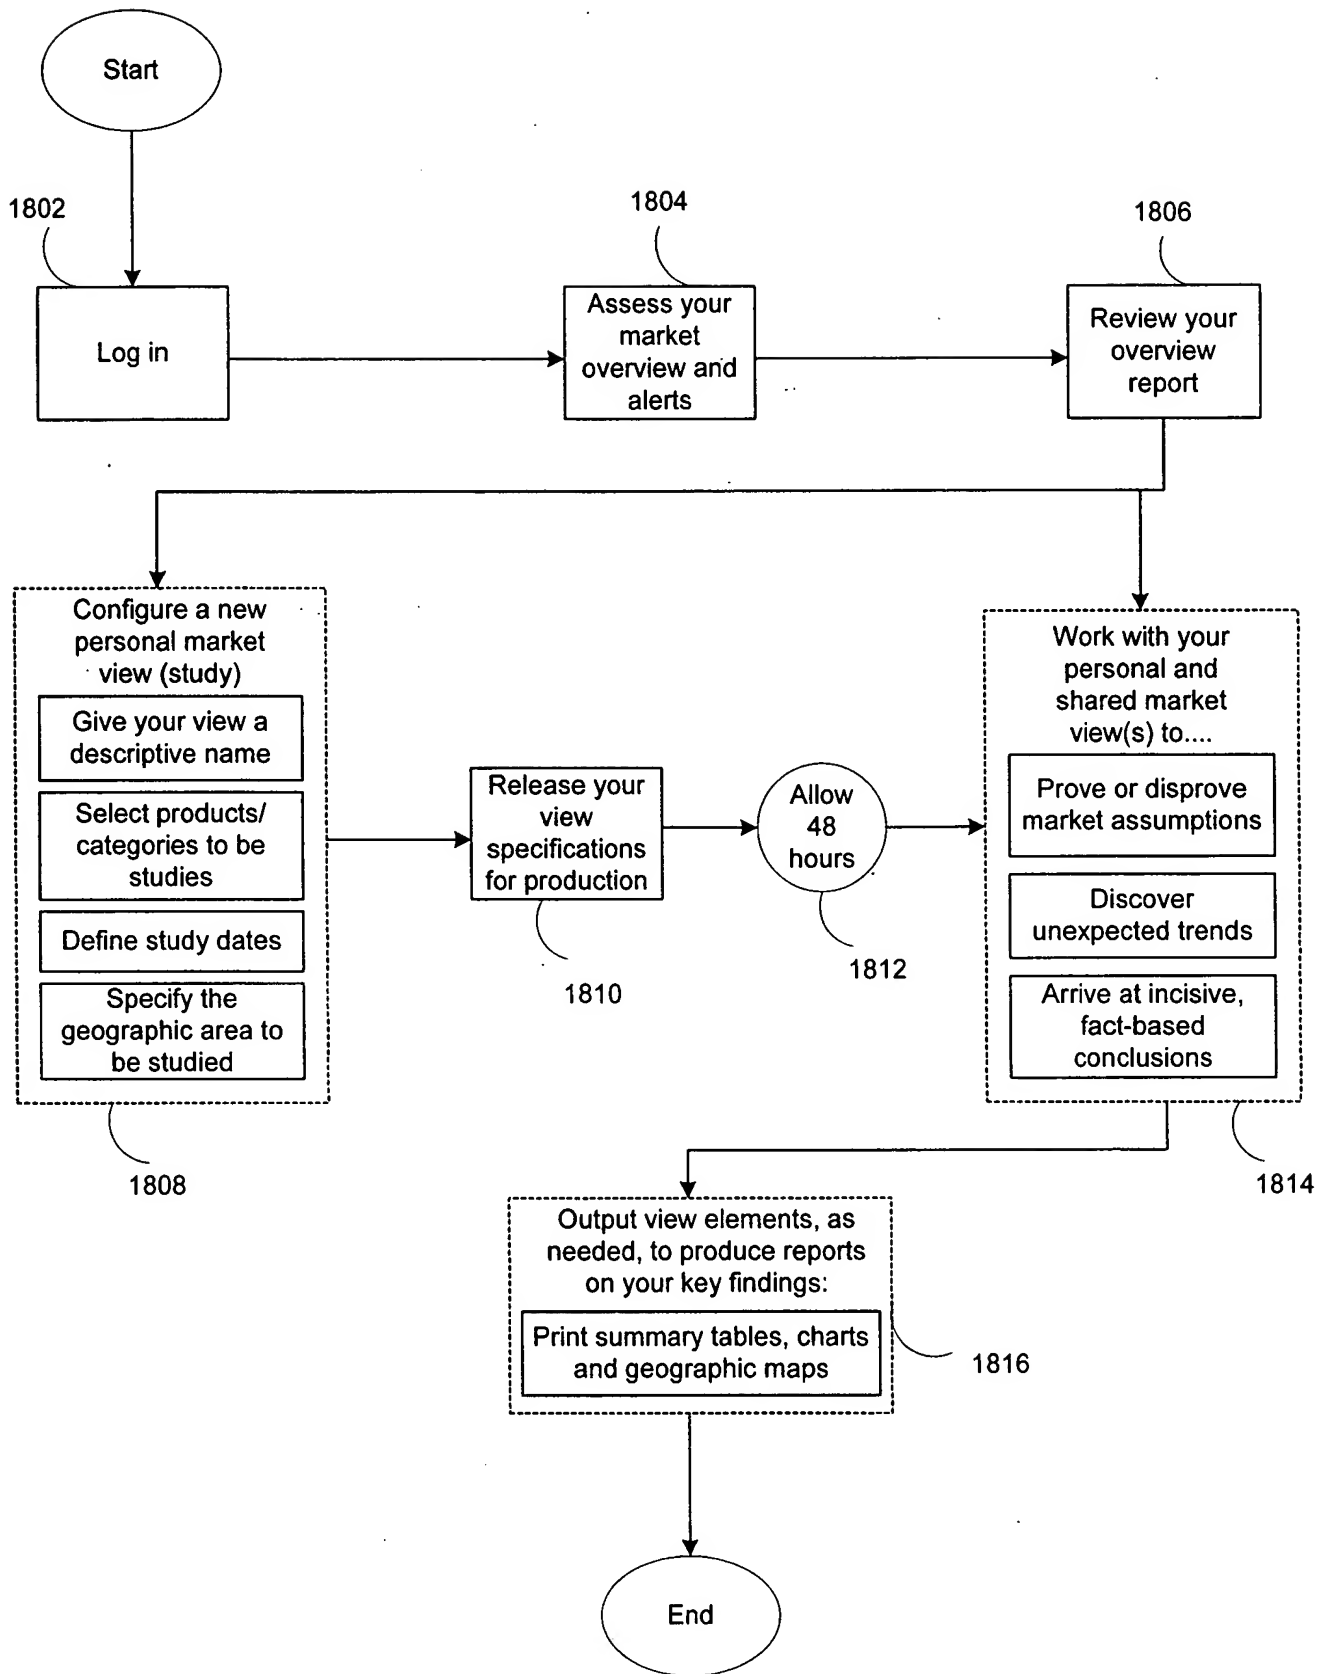 Start
1802
Log in
1804
Assess your
market
overview and
alerts
1806
Review your
overview
report
Configure a new
personal market
view (study)
Give your view a
descriptive name
Select products/
categories to be
studies
Define study dates
Specify the
geographic area to
be studied
1808
Release your
view
specifications
for production
1810
Allow
48
hours
1812
Work with your
personal and
shared market
view(s) to....
Prove or disprove
market assumptions
Discover
unexpected trends
Arrive at incisive,
fact-based
conclusions
1814
Output view elements, as
needed, to produce reports
on your key findings:
Print summary tables, charts
and geographic maps
1816
End